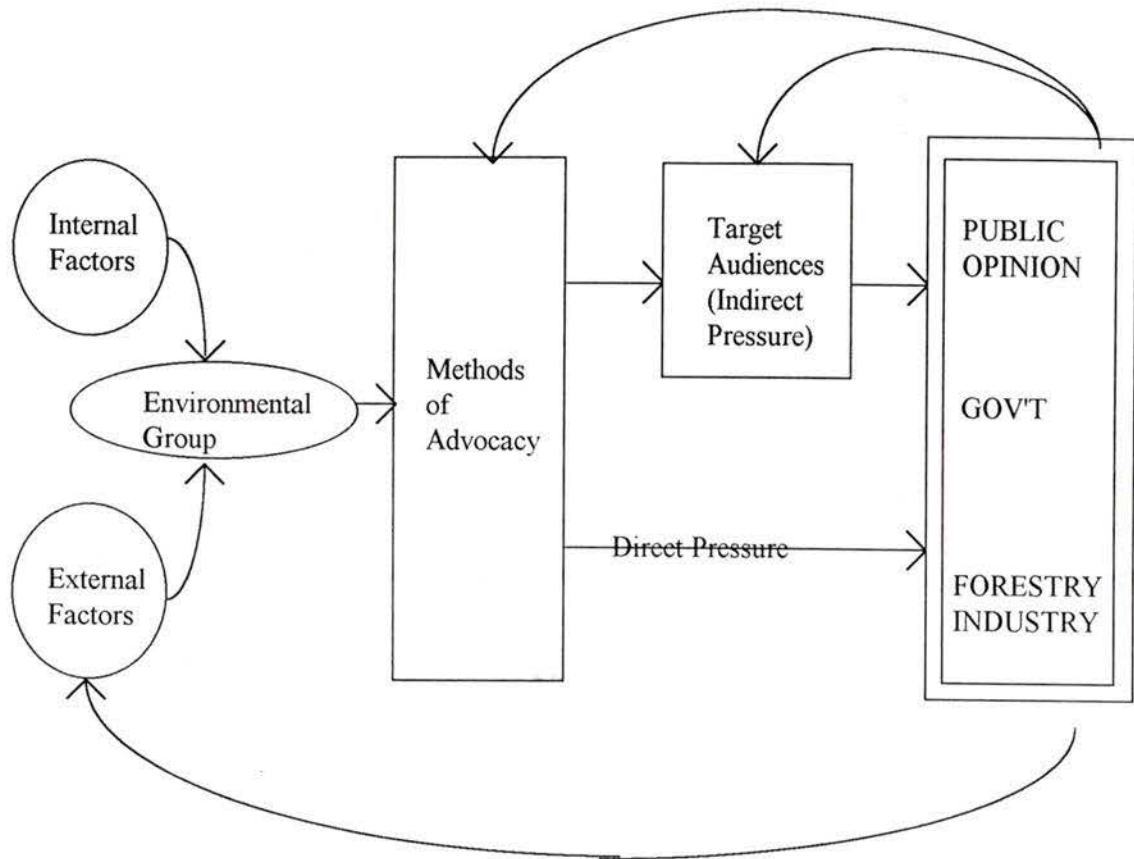 Internal
Factors
Environmental
Group
External
Factors
Methods
of
Advocacy
Target
Audiences
(Indirect
Pressure)
Direct Pressure
PUBLIC
OPINION
GOV'T
FORESTRY
INDUSTRY